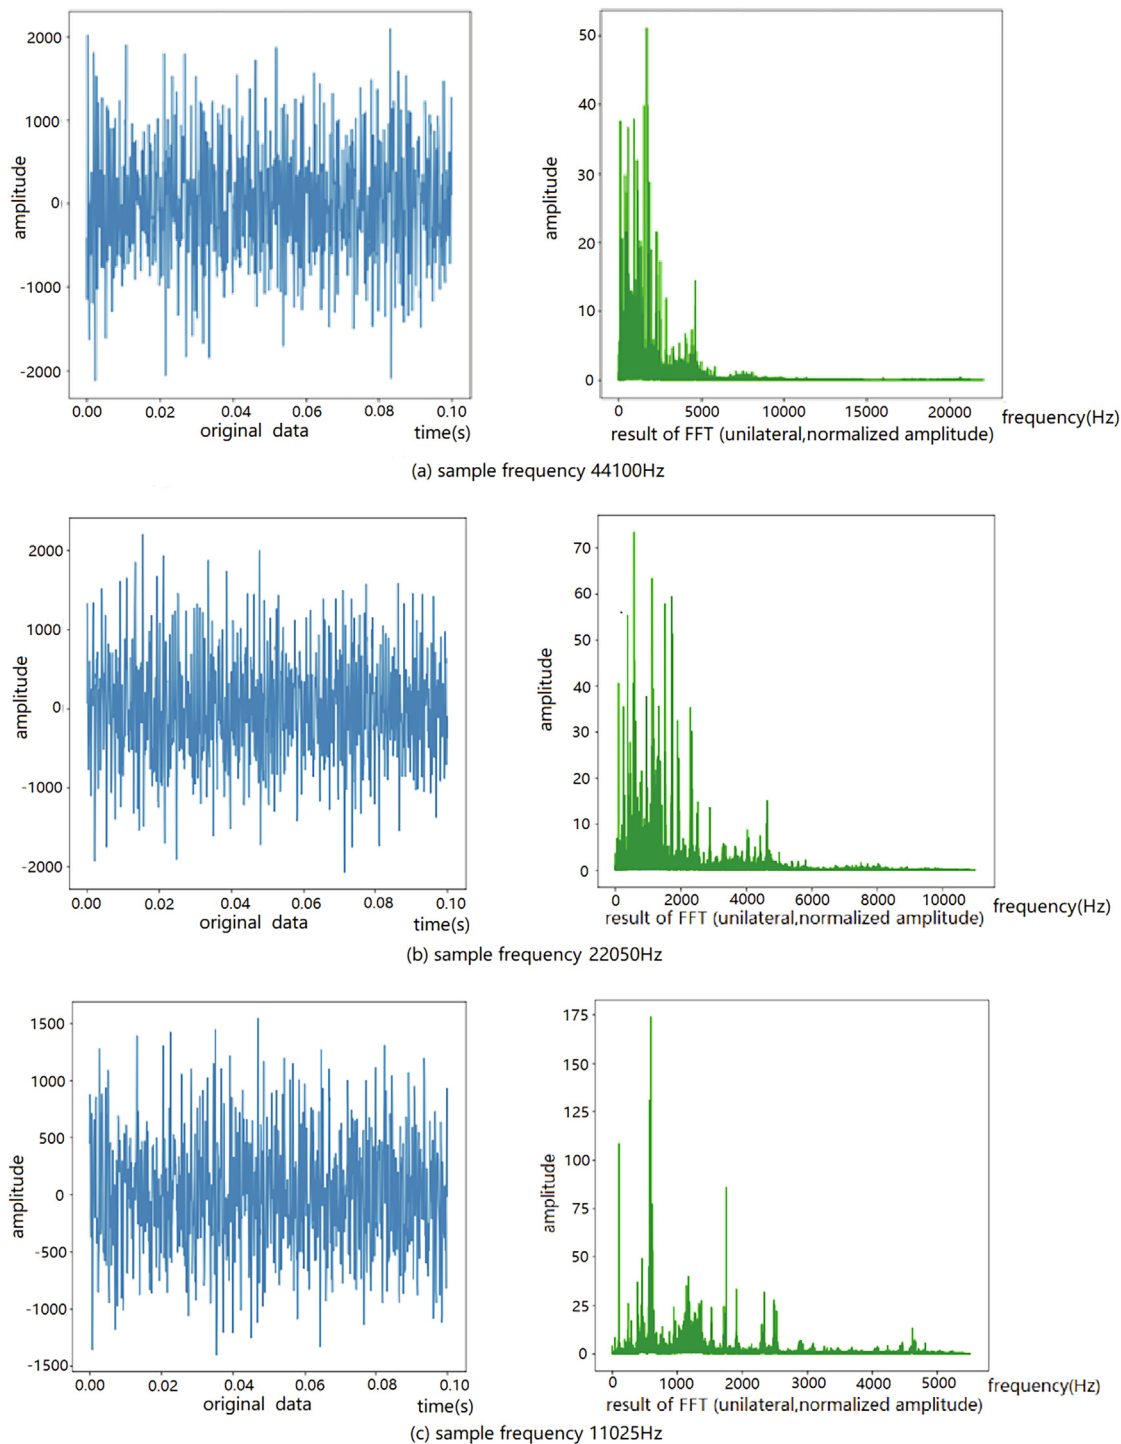 2000
1000
0
-1000
-2000
amplitude
0.00 0.02 0.04 0.06 0.08 0.10
original data time(s)
50
40
30
20
10
0
amplitude
0 5000 10000 15000 20000
frequency(Hz)
result of FFT (unilateral,normalized amplitude)
(a) sample frequency 44100Hz
2000
1000
0
-1000
-2000
amplitude
0.00 0.02 0.04 0.06 0.08 0.10
original data time(s)
70
60
50
40
30
20
10
0
amplitude
0 2000 4000 6000 8000 10000
frequency(Hz)
result of FFT (unilateral,normalized amplitude)
(b) sample frequency 22050Hz
1500
1000
500
0
-500
-1000
-1500
amplitude
0.00 0.02 0.04 0.06 0.08 0.10
original data time(s)
175
150
125
100
75
50
25
0
amplitude
0 1000 2000 3000 4000 5000
frequency(Hz)
result of FFT (unilateral,normalized amplitude)
(c) sample frequency 11025Hz